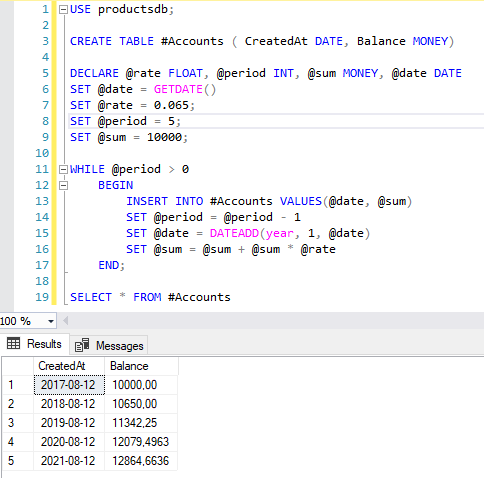 1 USE productsdb;
2
3 CREATE TABLE #Accounts ( CreatedAt DATE, Balance MONEY)
4
5 DECLARE @rate FLOAT, @period INT, @sum MONEY, @date DATE
6 SET @date = GETDATE()
7 SET @rate = 0.065;
8 SET @period = 5;
9 SET @sum = 10000;
10
11 WHILE @period > 0
12 BEGIN
13 INSERT INTO #Accounts VALUES(@date, @sum)
14 SET @period = @period - 1
15 SET @date = DATEADD(year, 1, @date)
16 SET @sum = @sum + @sum * @rate
17 END;
18
19 SELECT * FROM #Accounts
100 %
Results Messages
CreatedAt Balance
1 2017-08-12 10000,00
2 2018-08-12 10650,00
3 2019-08-12 11342,25
4 2020-08-12 12079,4963
5 2021-08-12 12864,6636